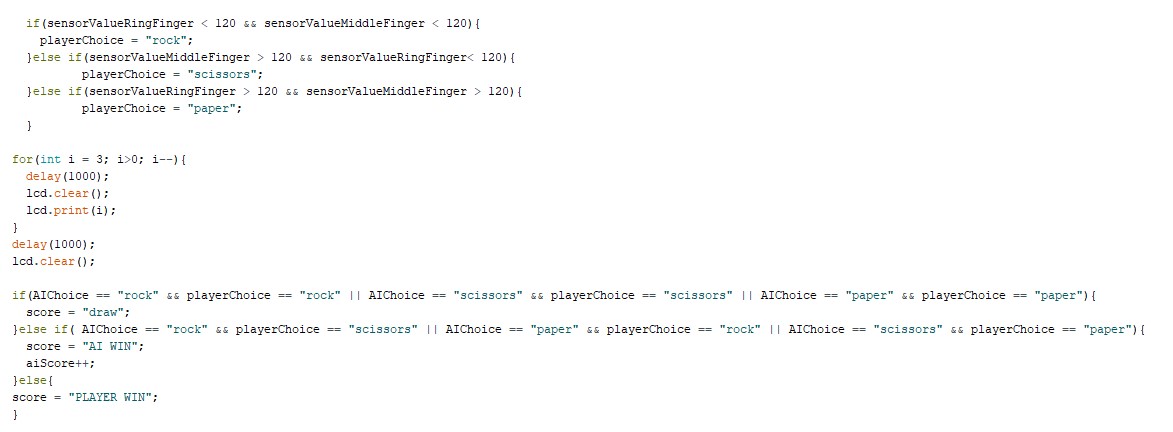 if(sensorValueRingFinger < 120 && sensorValueMiddleFinger < 120){
playerChoice = "rock";
}else if(sensorValueMiddleFinger > 120 && sensorValueRingFinger< 120){
playerChoice = "scissors";
}else if(sensorValueRingFinger > 120 && sensorValueMiddleFinger > 120){
playerChoice = "paper";
}
for(int i = 3; i>0; i--){
delay(1000);
lcd.clear();
lcd.print(i);
}
delay(1000);
lcd.clear();
if(AIChoice == "rock" && playerChoice == "rock" || AIChoice == "scissors" && playerChoice == "scissors" || AIChoice == "paper" && playerChoice == "paper"){
score = "draw";
}else if( AIChoice == "rock" && playerChoice == "scissors" || AIChoice == "paper" && playerChoice == "rock" || AIChoice == "scissors" && playerChoice == "paper"){
score = "AI WIN";
aiScore++;
}else{
score = "PLAYER WIN";
}